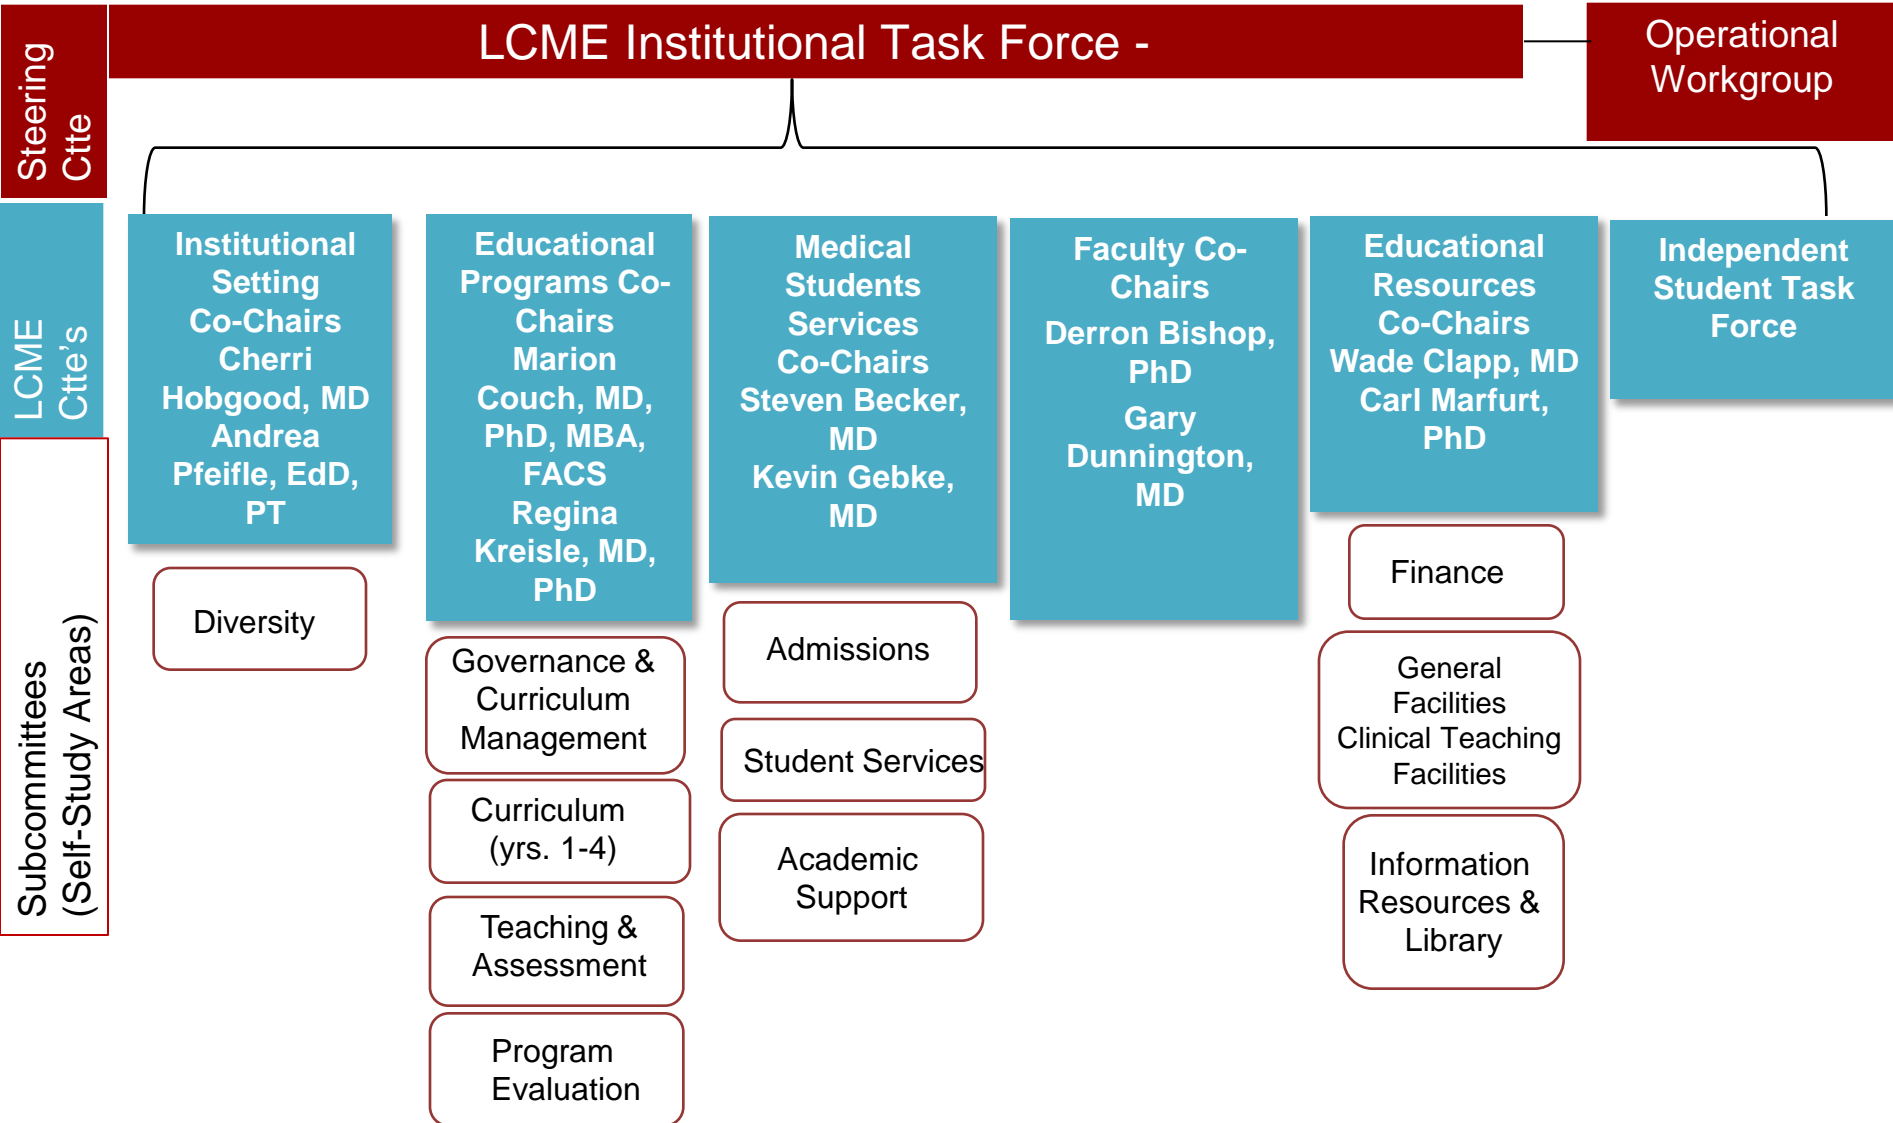 Steering
Ctte
LCME Institutional Task Force -
Operational
Workgroup
LCME
Ctte's
Institutional
Setting
Co-Chairs
Cherri
Hobgood, MD
Andrea
Pfeifle, EdD,
PT
Educational
Programs Co-
Chairs
Marion
Couch, MD,
PhD, MBA,
FACS
Regina
Kreisle, MD,
PhD
Medical
Students
Services
Co-Chairs
Steven Becker,
MD
Kevin Gebke,
MD
Faculty Co-
Chairs
Derron Bishop,
PhD
Gary
Dunnington,
MD
Educational
Resources
Co-Chairs
Wade Clapp, MD
Carl Marfurt,
PhD
Independent
Student Task
Force
Subcommittees
(Self-Study Areas)
Diversity
Governance &
Curriculum
Management
Curriculum
(yrs. 1-4)
Teaching &
Assessment
Program
Evaluation
Admissions
Student Services
Academic
Support
Finance
General
Facilities
Clinical Teaching
Facilities
Information
Resources &
Library